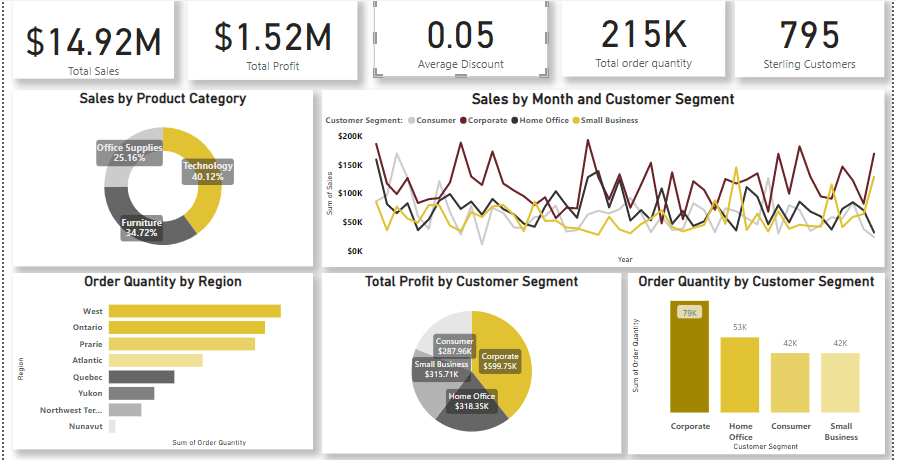 $14.92M
Total Sales
$1.52M
Total Profit
0.05
Average Discount
215K
Total order quantity
795
Sterling Customers
Sales by Product Category
Office Supplies
25.16%
Technology
40.12%
Furniture
34.72%
Sales by Month and Customer Segment
Customer Segment: Consumer Corporate Home Office Small Business
$200K
$150K
$100K
$50K
$0K
Sum of Sales
Year
Order Quantity by Region
West
Ontario
Prarie
Atlantic
Quebec
Yukon
Northwest Ter...
Nunavut
Region
Sum of Order Quantity
Total Profit by Customer Segment
Consumer
$287.96K
Corporate
$599.75K
Small Business
$315.71K
Home Office
$318.35K
Order Quantity by Customer Segment
79K
53K
42K
42K
Sum of Order Quantity
Corporate
Home
Office
Consumer
Small
Business
Customer Segment